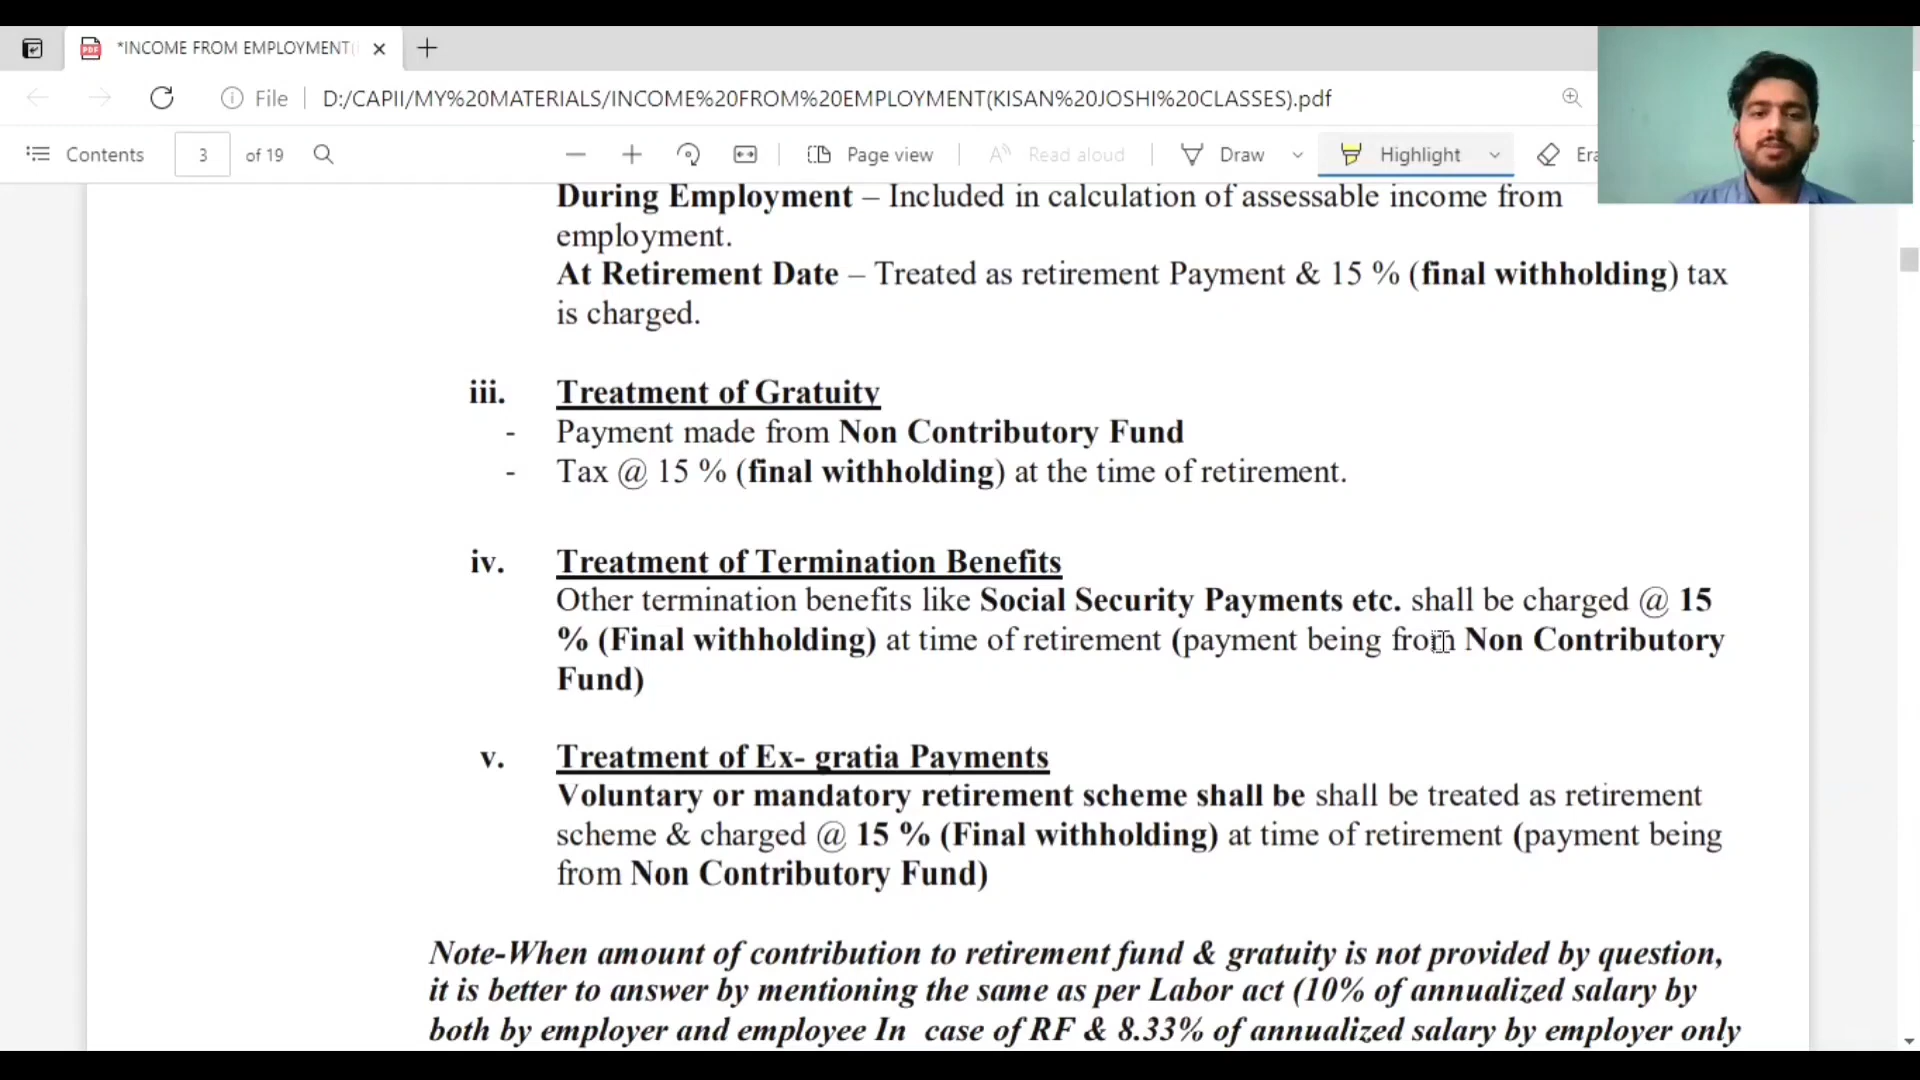 *INCOME FROM EMPLOYMENT(
File
D:/CAPII/MY%20MATERIALS/INCOME%20FROM%20EMPLOYMENT(KISAN%20JOSHI%20CLASSES).pdf
Contents
3
of 19
Page view
Read aloud
Draw
Highlight
Era
During Employment – Included in calculation of assessable income from
employment.
At Retirement Date – Treated as retirement Payment & 15 % (final withholding) tax
is charged.
iii. Treatment of Gratuity
- Payment made from Non Contributory Fund
- Tax @ 15 % (final withholding) at the time of retirement.
iv. Treatment of Termination Benefits
Other termination benefits like Social Security Payments etc. shall be charged @ 15
% (Final withholding) at time of retirement (payment being from Non Contributory
Fund)
v. Treatment of Ex- gratia Payments
Voluntary or mandatory retirement scheme shall be shall be treated as retirement
scheme & charged @ 15 % (Final withholding) at time of retirement (payment being
from Non Contributory Fund)
Note-When amount of contribution to retirement fund & gratuity is not provided by question,
it is better to answer by mentioning the same as per Labor act (10% of annualized salary by
both by employer and employee In case of RF & 8.33% of annualized salary by employer only